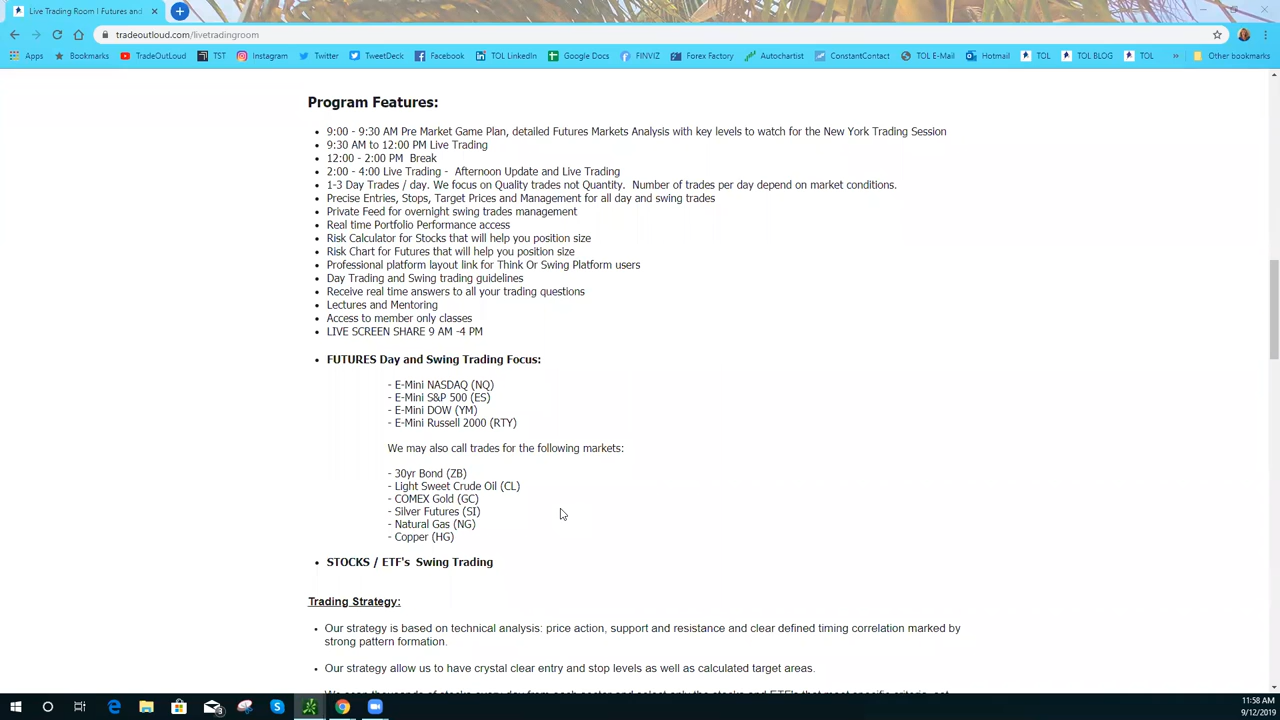 Live Trading Room I Futures and
tradeoutloud.com/livetradingroom
Apps Bookmarks TradeOutLoud TST Instagram Twitter TweetDeck Facebook TOL LinkedIn Google Docs FINVIZ Forex Factory Autochartist ConstantContact TOL E-Mail Hotmail TOL TOL BLOG TOL » Other bookmarks
Program Features:
9:00 - 9:30 AM Pre Market Game Plan, detailed Futures Markets Analysis with key levels to watch for the New York Trading Session
9:30 AM to 12:00 PM Live Trading
12:00 - 2:00 PM Break
2:00 - 4:00 Live Trading - Afternoon Update and Live Trading
1-3 Day Trades / day. We focus on Quality trades not Quantity. Number of trades per day depend on market conditions.
Precise Entries, Stops, Target Prices and Management for all day and swing trades
Private Feed for overnight swing trades management
Real time Portfolio Performance access
Risk Calculator for Stocks that will help you position size
Risk Chart for Futures that will help you position size
Professional platform layout link for Think Or Swing Platform users
Day Trading and Swing trading guidelines
Receive real time answers to all your trading questions
Lectures and Mentoring
Access to member only classes
LIVE SCREEN SHARE 9 AM -4 PM
FUTURES Day and Swing Trading Focus:
- E-Mini NASDAQ (NQ)
- E-Mini S&P 500 (ES)
- E-Mini DOW (YM)
- E-Mini Russell 2000 (RTY)
We may also call trades for the following markets:
- 30yr Bond (ZB)
- Light Sweet Crude Oil (CL)
- COMEX Gold (GC)
- Silver Futures (SI)
- Natural Gas (NG)
- Copper (HG)
STOCKS / ETF's Swing Trading
Trading Strategy:
Our strategy is based on technical analysis: price action, support and resistance and clear defined timing correlation marked by
strong pattern formation.
Our strategy allow us to have crystal clear entry and stop levels as well as calculated target areas.
11:58 AM
9/12/2019